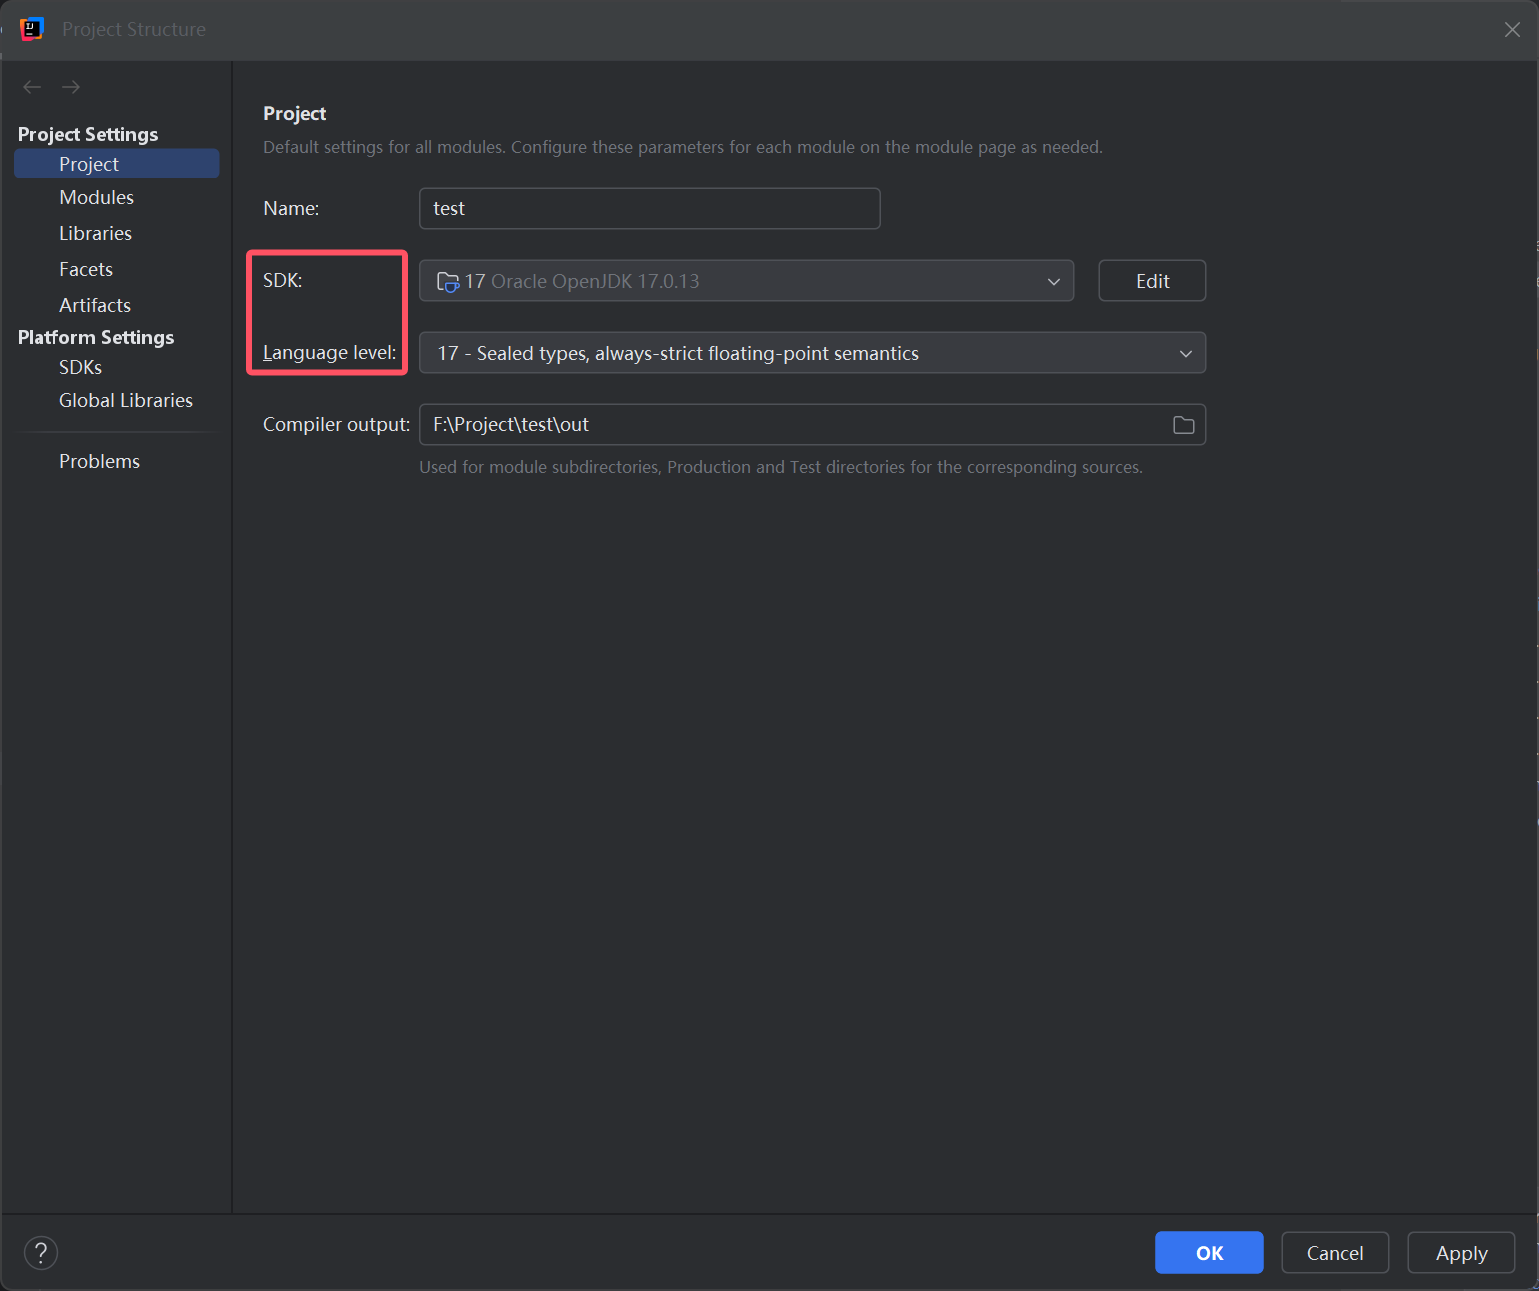 Project Structure
Project Settings
Project
Modules
Libraries
Facets
Artifacts
Platform Settings
SDKs
Global Libraries
Problems
Project
Default settings for all modules. Configure these parameters for each module on the module page as needed.
Name: test
SDK: 17 Oracle OpenJDK 17.0.13 Edit
Language level: 17 - Sealed types, always-strict floating-point semantics
Compiler output: F:\Project\test\out
Used for module subdirectories, Production and Test directories for the corresponding sources.
? OK Cancel Apply